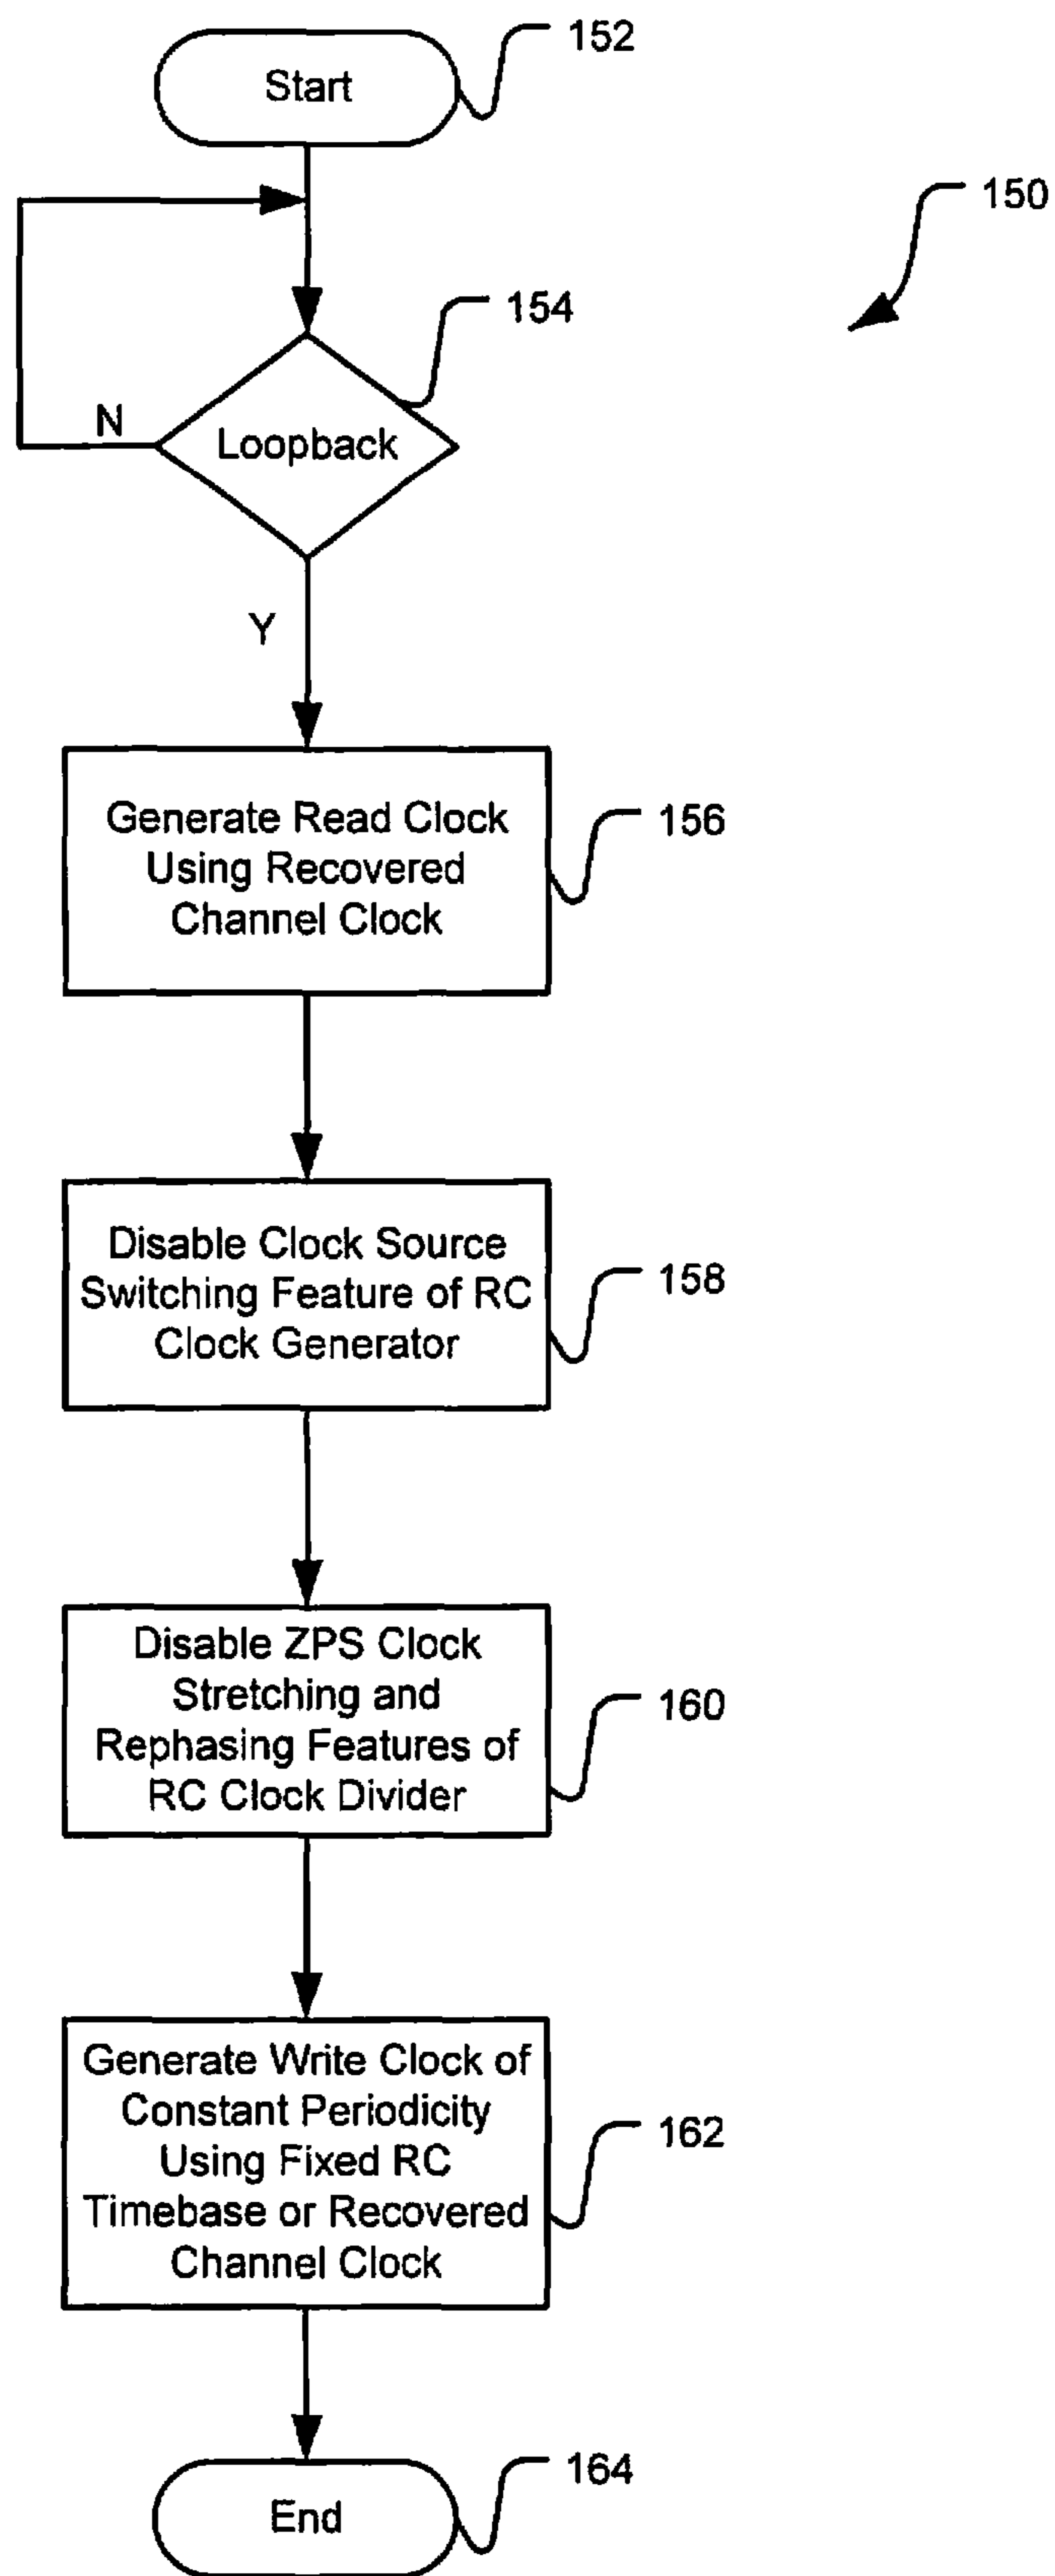 Start
152
150
154
N
Loopback
Y
Generate Read Clock
Using Recovered
Channel Clock
156
Disable Clock Source
Switching Feature of RC
Clock Generator
158
Disable ZPS Clock
Stretching and
Rephasing Features of
RC Clock Divider
160
Generate Write Clock of
Constant Periodicity
Using Fixed RC
Timebase or Recovered
Channel Clock
162
164
End